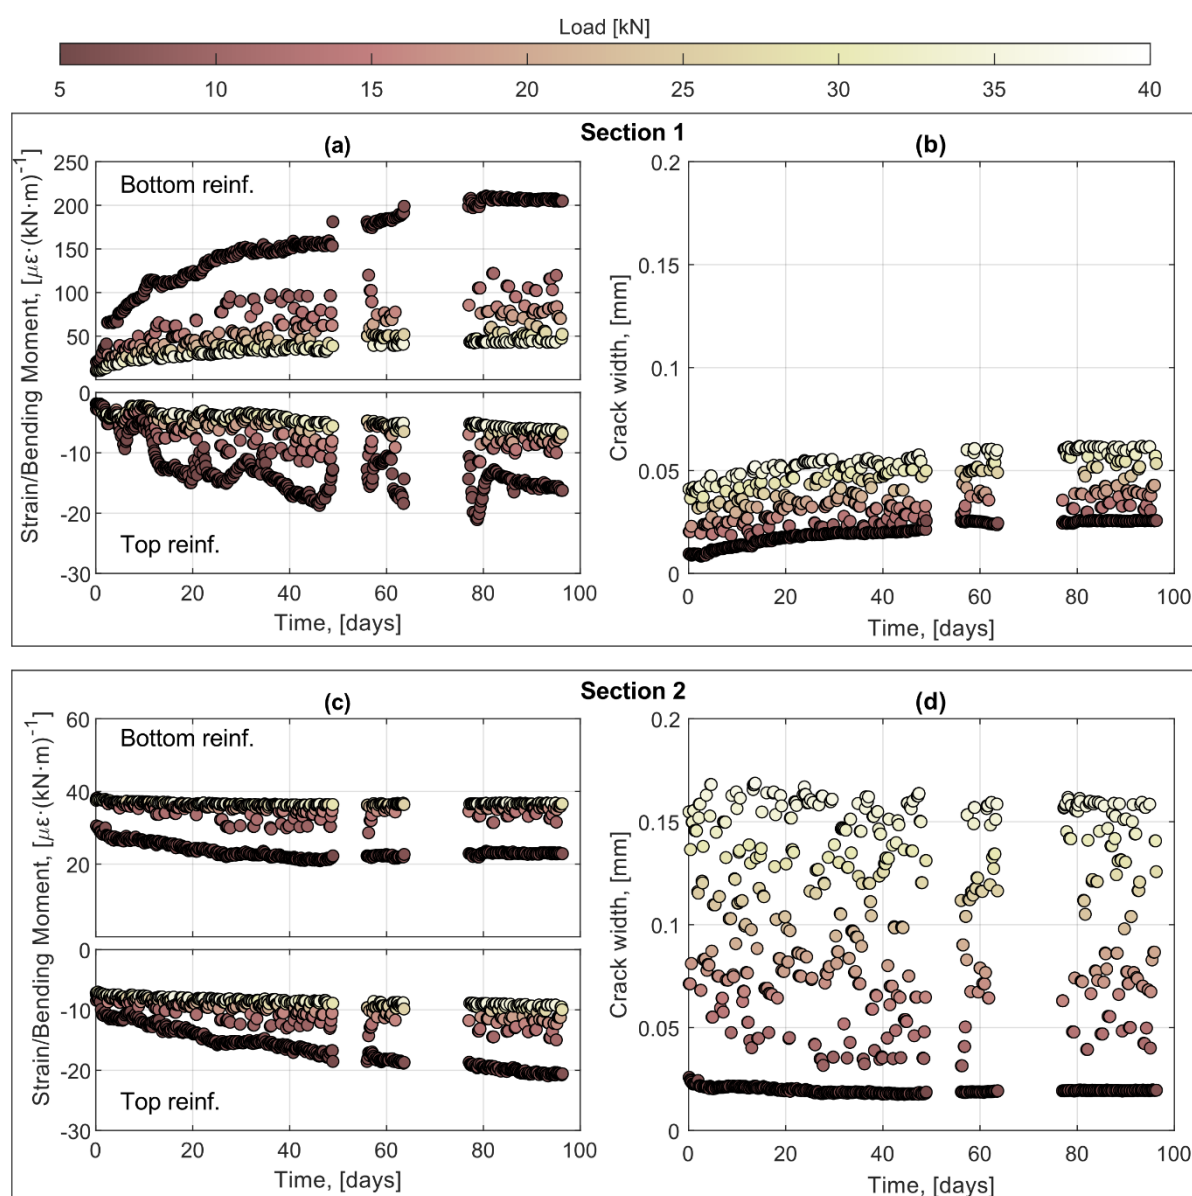 Load [kN]
5 10 15 20 25 30 35 40
Section 1
(a)
(b)
Strain/Bending Moment, [με·(kN·m)⁻¹]
250
200
150
100
50
Bottom reinf.
0
-10
-20
-30
Top reinf.
0 20 40 60 80 100
Time, [days]
Crack width, [mm]
0.2
0.15
0.1
0.05
0
0 20 40 60 80 100
Time, [days]
Section 2
(c)
(d)
Strain/Bending Moment, [με·(kN·m)⁻¹]
60
40
20
Bottom reinf.
0
-10
-20
-30
Top reinf.
0 20 40 60 80 100
Time, [days]
Crack width, [mm]
0.2
0.15
0.1
0.05
0
0 20 40 60 80 100
Time, [days]